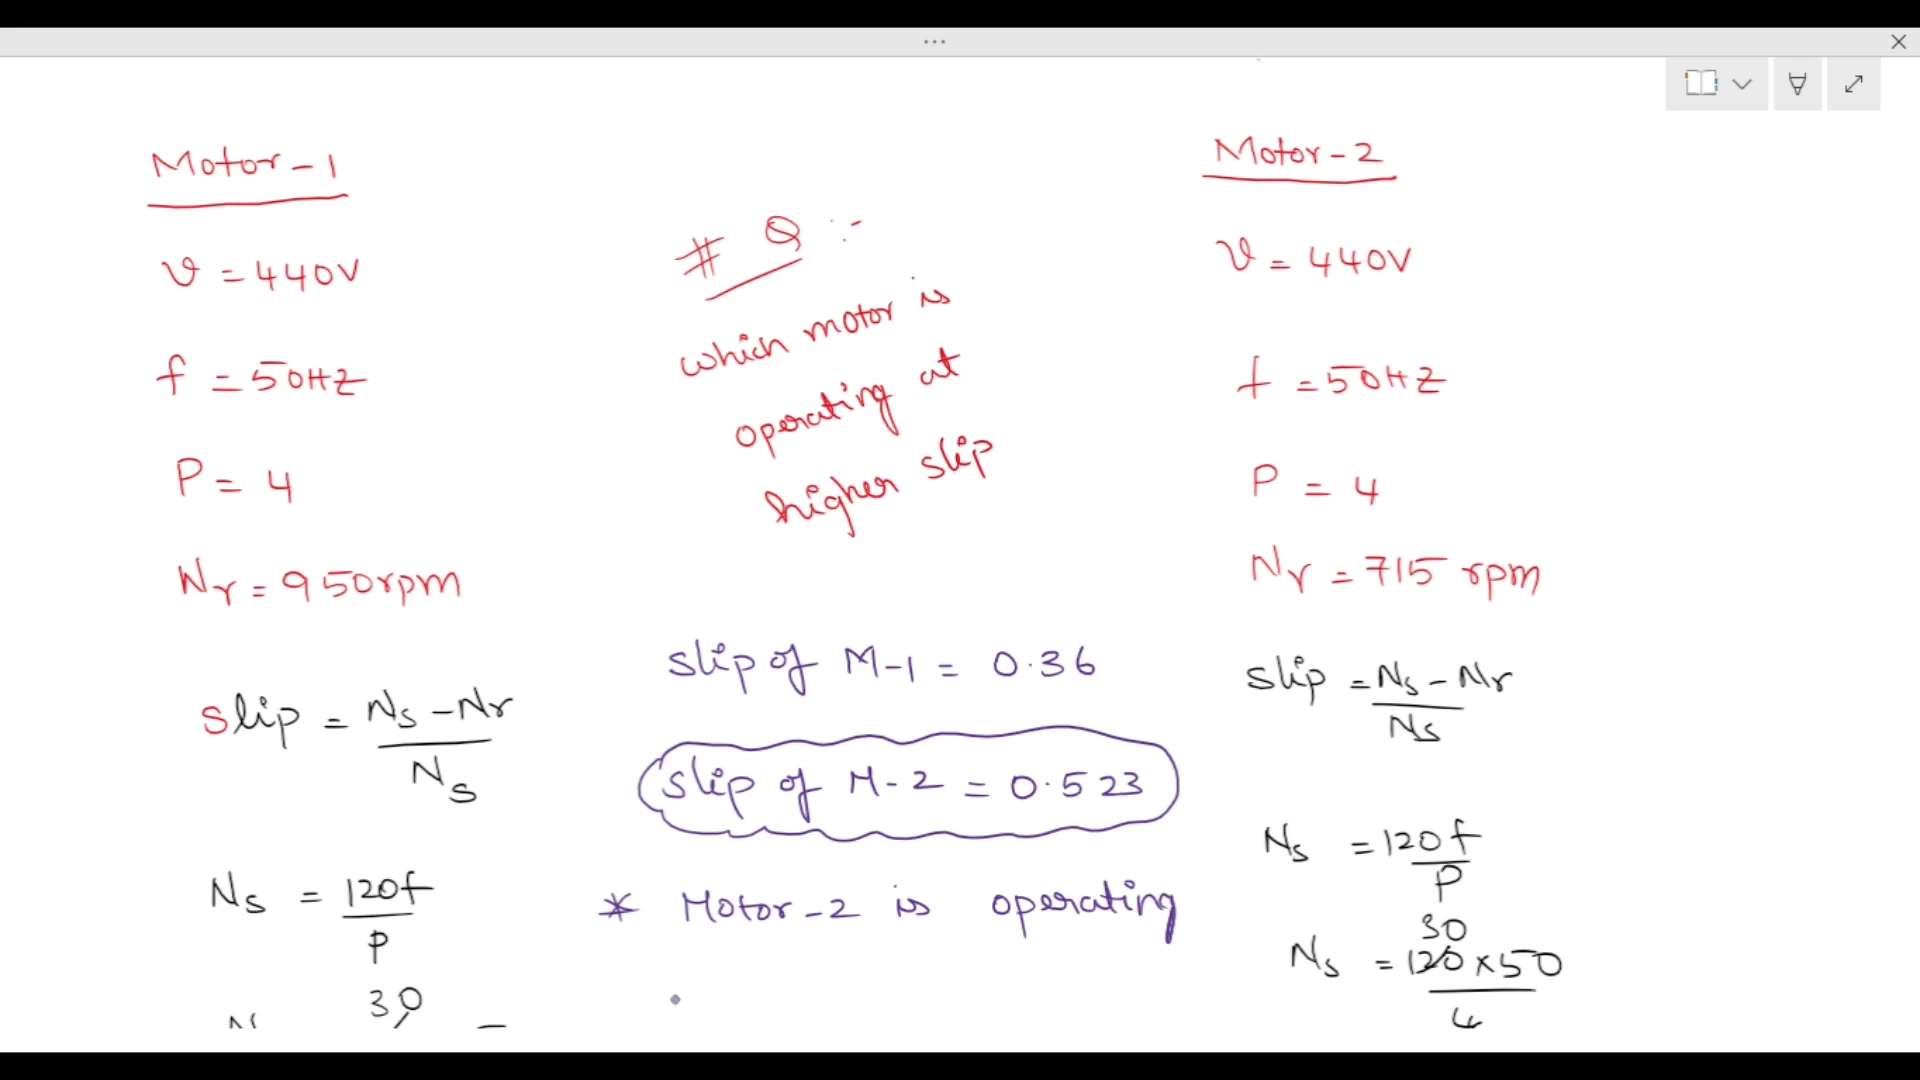 Motor-1
V = 440V
f = 50HZ
P = 4
Nr = 950rpm
slip = Ns - Nr
Ns
Ns = 120f
P
30
# Q :-
which motor is
operating at
higher slip
slip of M-1 = 0.36
slip of M-2 = 0.523
* Motor-2 is operating
Motor-2
V = 440V
f = 50HZ
P = 4
Nr = 715 rpm
slip = Ns - Nr
Ns
Ns = 120f
P
30
Ns = 120 x 50
4